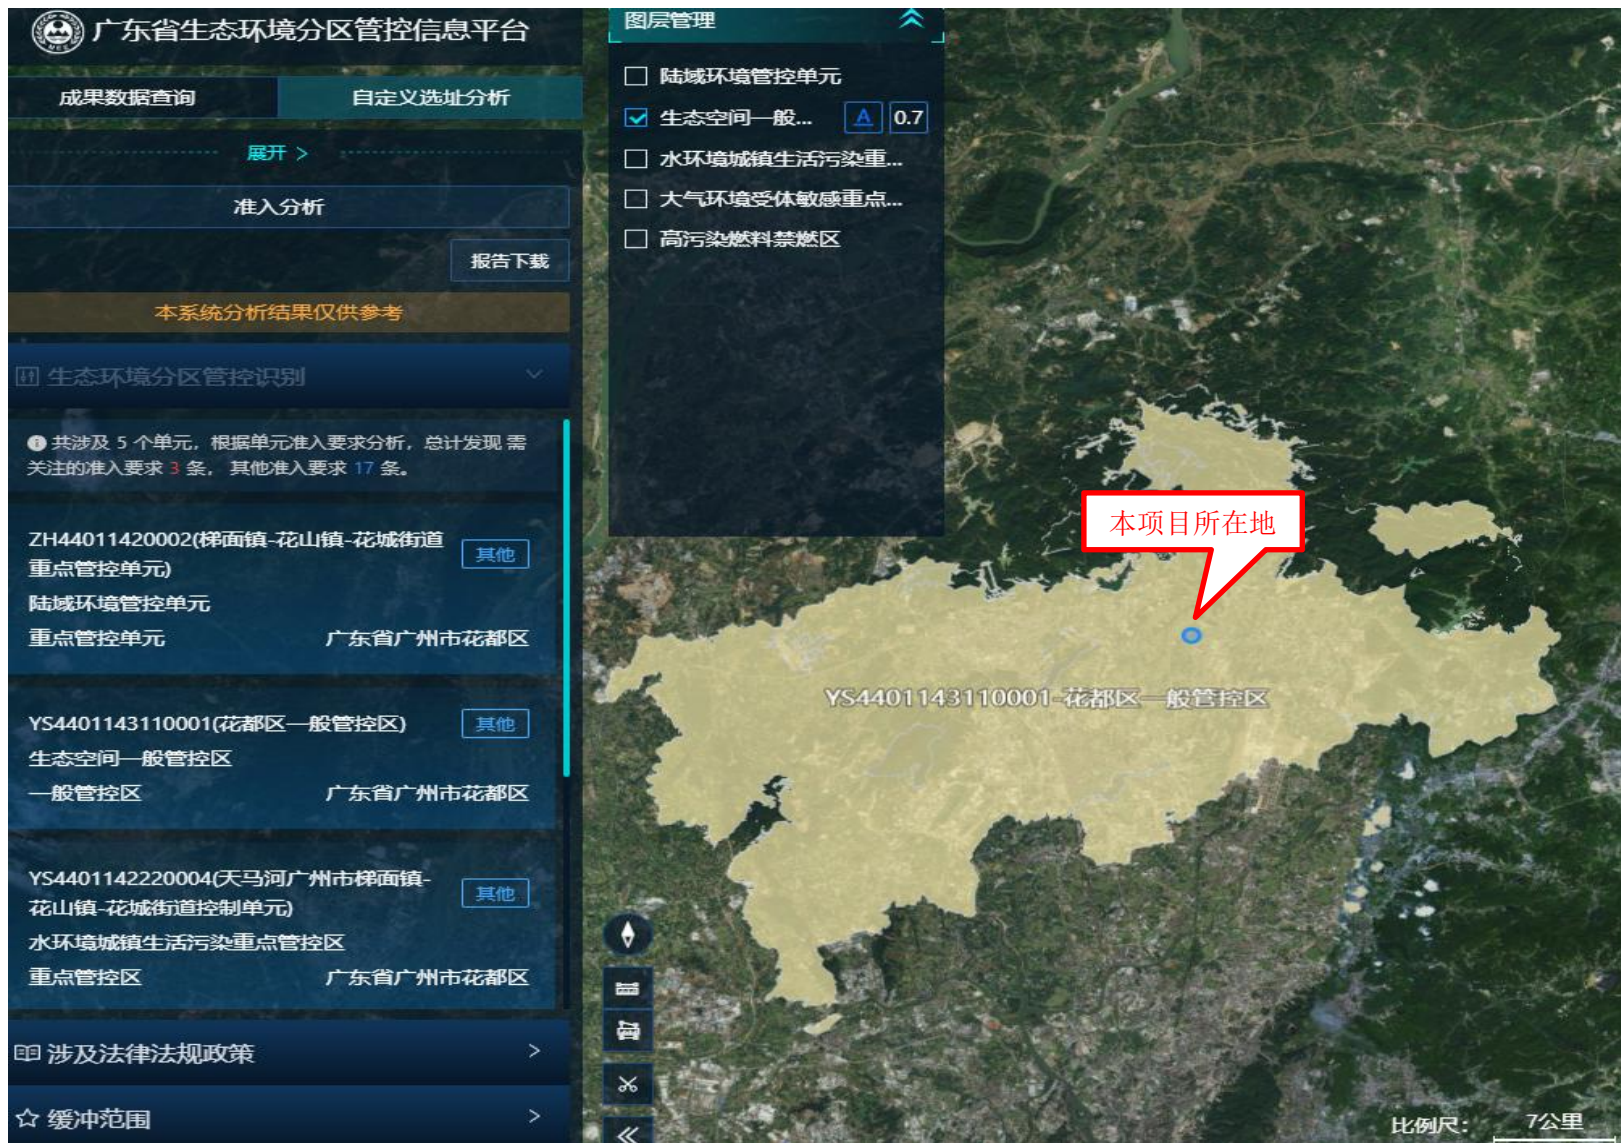 广东省生态环境分区管控信息平台
成果数据查询
自定义选址分析
展开 >
准入分析
报告下载
本系统分析结果仅供参考
生态环境分区管控识别
共涉及 5 个单元，根据单元准入要求分析，总计发现 需
关注的准入要求 3 条， 其他准入要求 17 条。
ZH44011420002(梯面镇-花山镇-花城街道
重点管控单元)
其他
陆域环境管控单元
重点管控单元
广东省广州市花都区
YS4401143110001(花都区一般管控区)
其他
生态空间一般管控区
一般管控区
广东省广州市花都区
YS4401142220004(天马河广州市梯面镇-
花山镇-花城街道控制单元)
其他
水环境城镇生活污染重点管控区
重点管控区
广东省广州市花都区
涉及法律法规政策
缓冲范围
图层管理
陆域环境管控单元
生态空间一般...
A
0.7
水环境城镇生活污染重...
大气环境受体敏感重点...
高污染燃料禁燃区
本项目所在地
YS4401143110001-花都区一般管控区
比例尺： 7公里